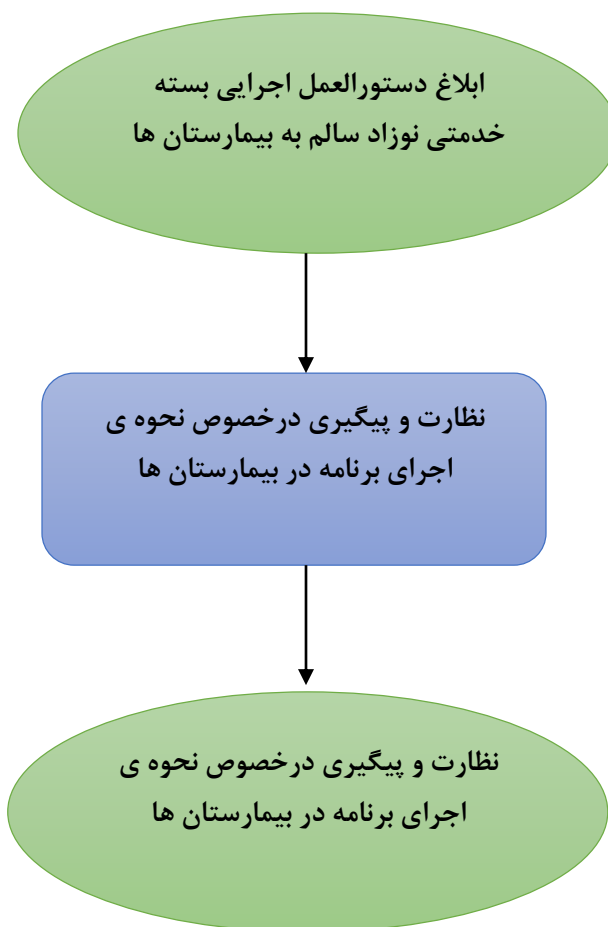 ابلاغ دستورالعمل اجرایی بسته
خدمتی نوزاد سالم به بیمارستان ها
نظارت و پیگیری درخصوص نحوه ی
اجرای برنامه در بیمارستان ها
نظارت و پیگیری درخصوص نحوه ی
اجرای برنامه در بیمارستان ها